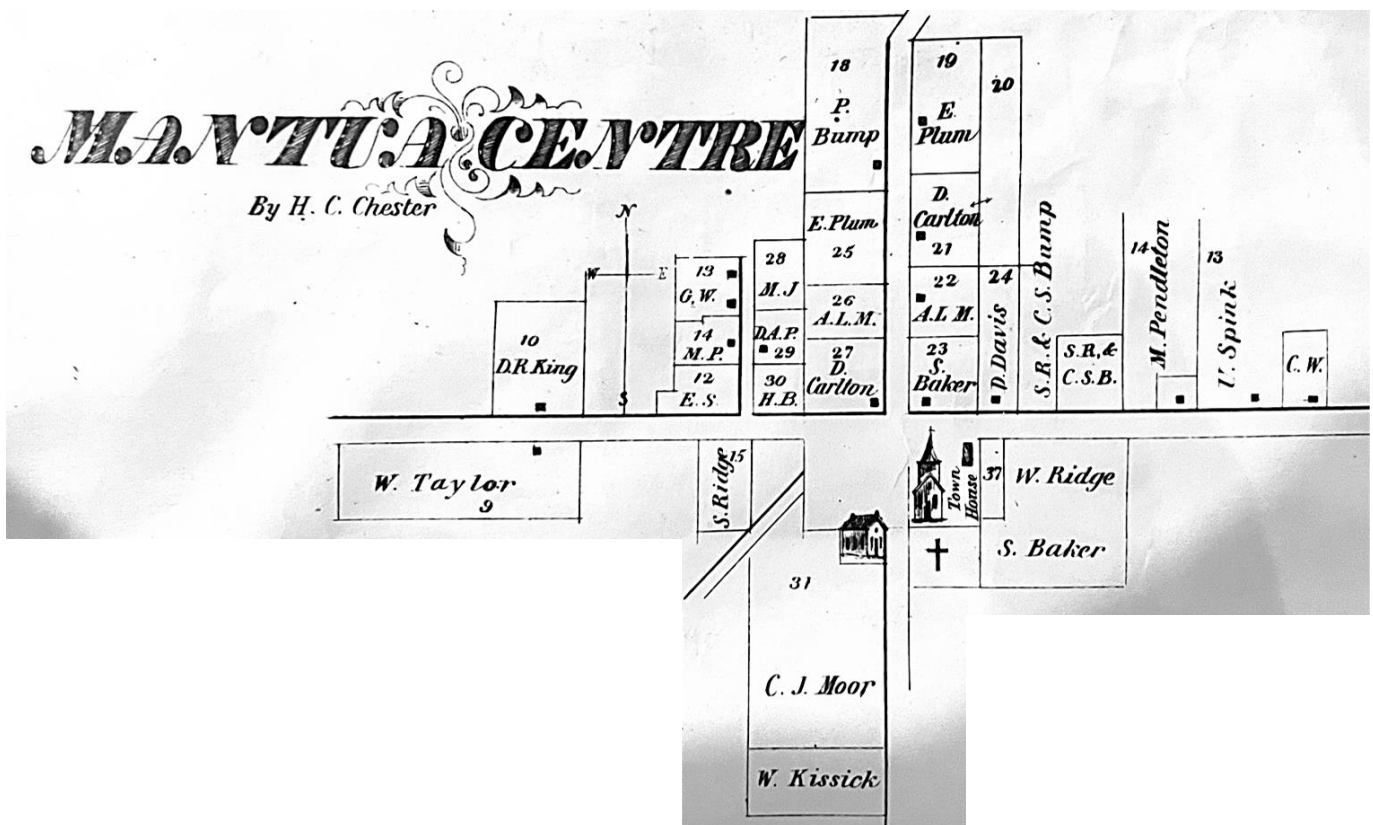 MANTUA CENTRE
By H. C. Chester
N
W E
S
18
P.
Bump
19
E.
Plum
20
E. Plum
25
D.
Carlton
21
10
D.R. King
13
G. W.
14
M. P.
12
E. S.
28
M. J
D.A.P.
29
30
H.B.
26
A.L.M.
27
D.
Carlton
22
A.L M.
23
S.
Baker
24
D. Davis
S.R. & C.S. Bump
S.R, &
C.S.B.
14
M. Pendleton
13
U. Spink
C. W.
W. Taylor
9
S. Ridge
15
Town
House
37
W. Ridge
S. Baker
31
C. J. Moor
W. Kissick